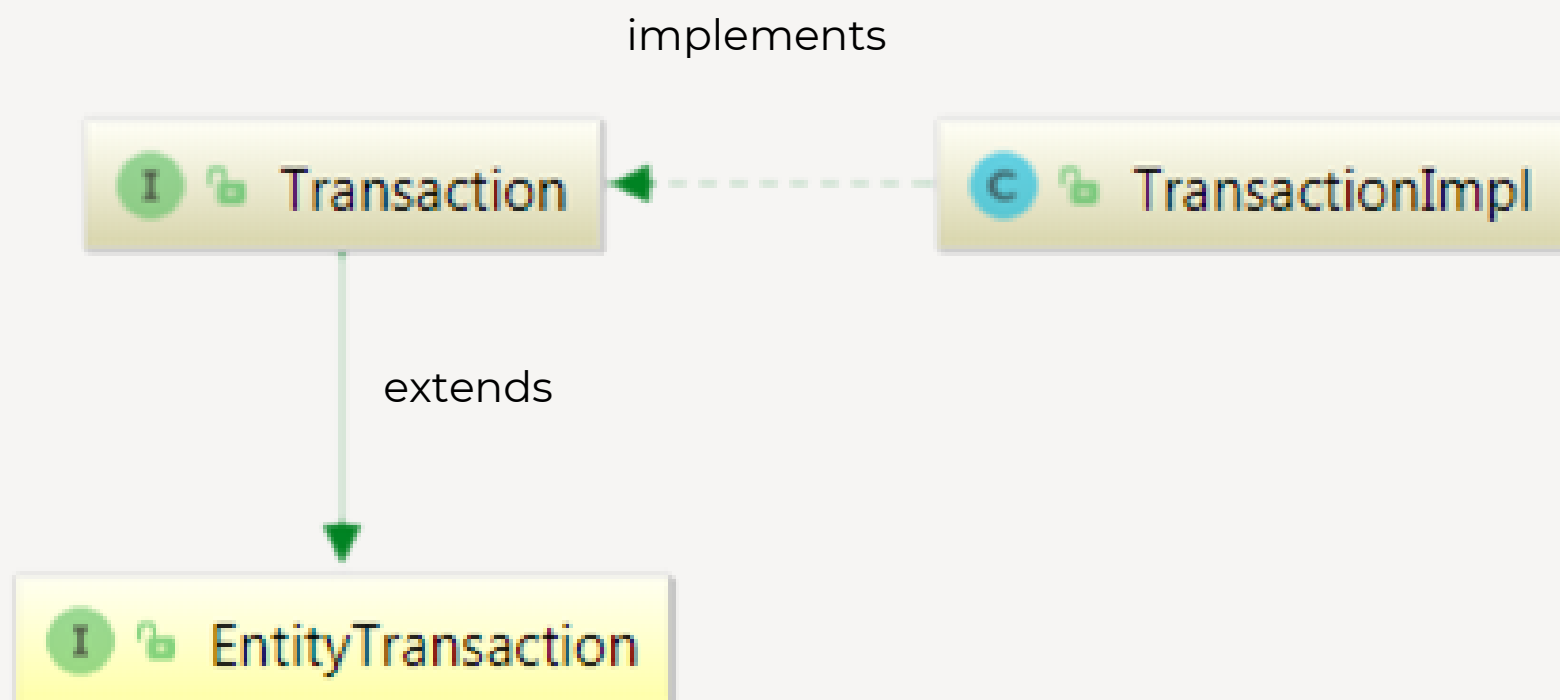 implements
I Transaction
C TransactionImpl
extends
I EntityTransaction